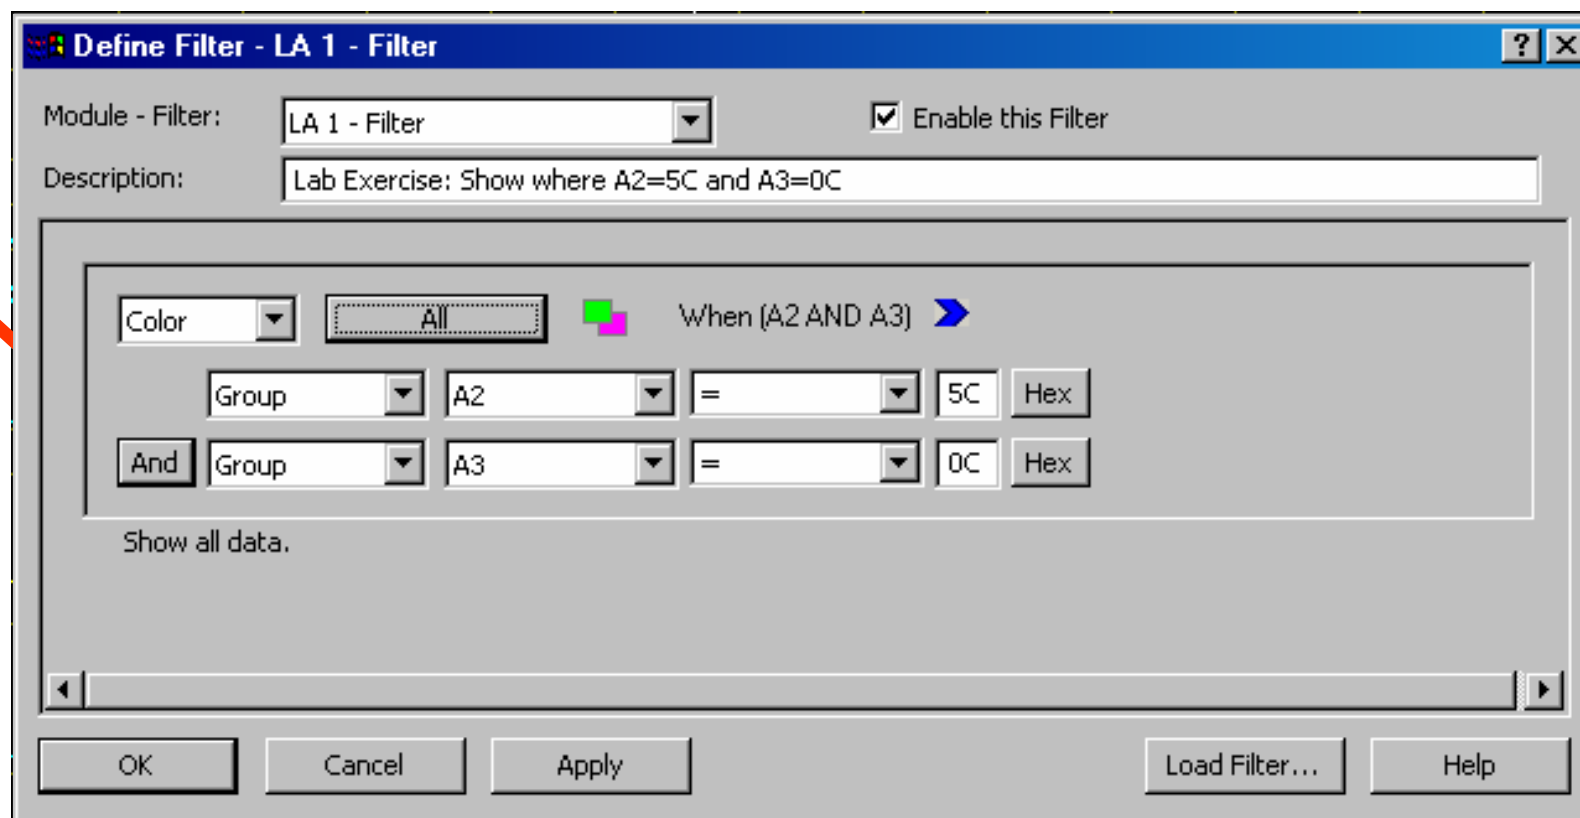 Define Filter - LA 1 - Filter
Module - Filter: LA 1 - Filter Enable this Filter
Description: Lab Exercise: Show where A2=5C and A3=0C
Color All When (A2 AND A3)
Group A2 = 5C Hex
And Group A3 = 0C Hex
Show all data.
OK Cancel Apply Load Filter... Help